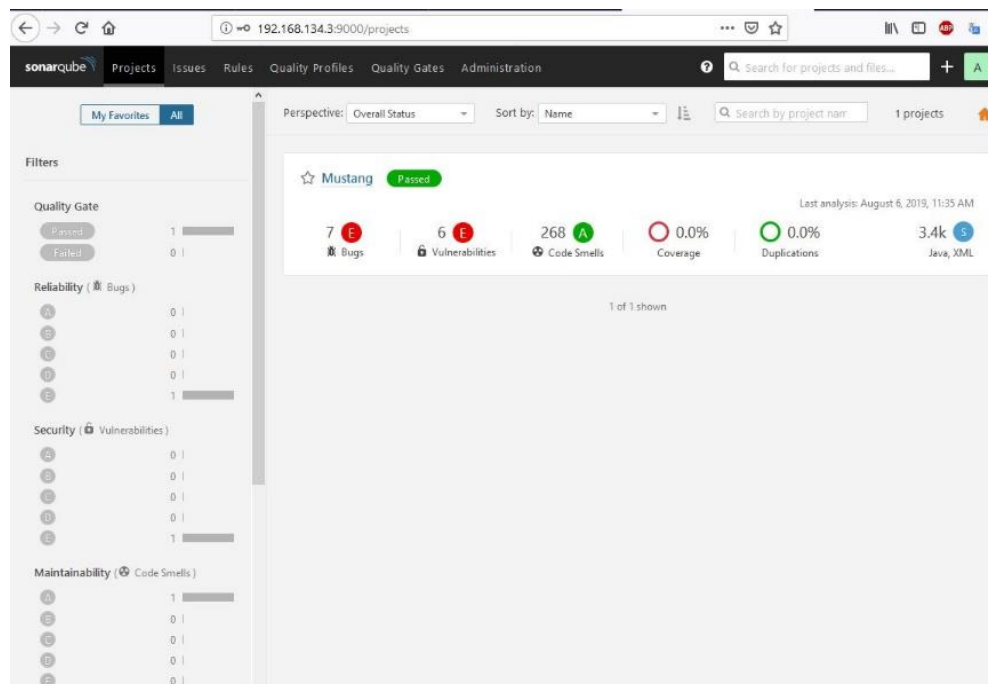 192.168.134.3:9000/projects
sonarqube Projects Issues Rules Quality Profiles Quality Gates Administration ? Search for projects and files... + A
My Favorites All
Perspective: Overall Status Sort by: Name Search by project nam 1 projects
Filters
Mustang Passed
Quality Gate
Last analysis: August 6, 2019, 11:35 AM
Passed 1
Failed 0
7 E 6 E 268 A 0.0% 0.0% 3.4k S
Bugs Vulnerabilities Code Smells Coverage Duplications Java, XML
Reliability ( Bugs )
1 of 1 shown
A 0
B 0
C 0
D 0
E 1
Security ( Vulnerabilities )
A 0
B 0
C 0
D 0
E 1
Maintainability ( Code Smells )
A 1
B 0
C 0
D 0
E 0